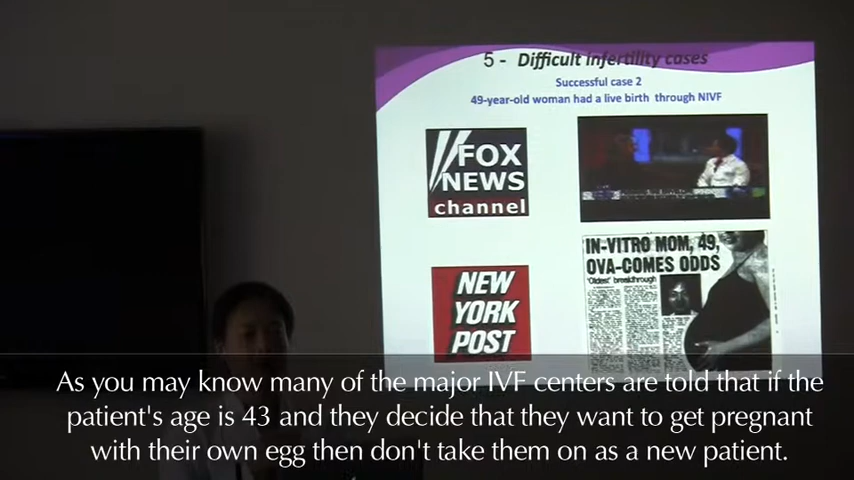 5 - Difficult infertility cases
Successful case 2
49-year-old woman had a live birth through NIVF
FOX
NEWS
channel
IN-VITRO MOM, 49,
OVA-COMES ODDS
'Oldest' breakthrough
NEW
YORK
POST
As you may know many of the major IVF centers are told that if the
patient's age is 43 and they decide that they want to get pregnant
with their own egg then don't take them on as a new patient.